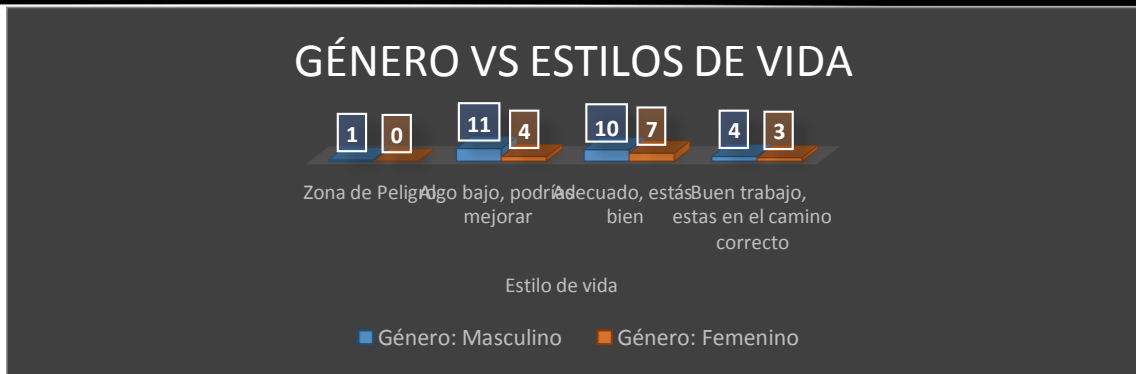 GÉNERO VS ESTILOS DE VIDA
1 0 11 4 10 7 4 3
Zona de Peligro
Algo bajo, podrías
mejorar
Adecuado, estás
bien
Buen trabajo,
estas en el camino
correcto
Estilo de vida
Género: Masculino Género: Femenino